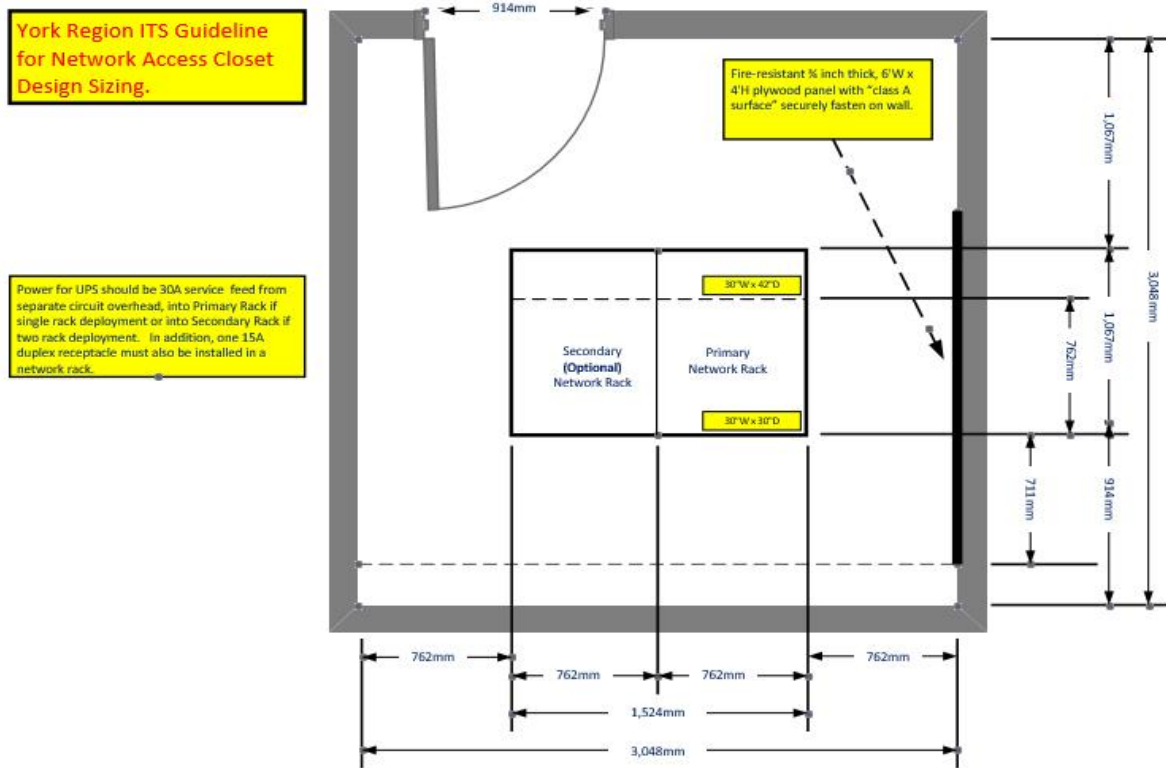 914mm
York Region ITS Guideline
for Network Access Closet
Design Sizing.
Fire-resistant ¾ inch thick, 6'W x
4'H plywood panel with "class A
surface" securely fasten on wall.
1,067mm
3,048mm
Power for UPS should be 30A service feed from
separate circuit overhead, into Primary Rack if
single rack deployment or into Secondary Rack if
two rack deployment. In addition, one 15A
duplex receptacle must also be installed in a
network rack.
30"W x 42"D
1,067mm
762mm
Secondary
(Optional)
Network Rack
Primary
Network Rack
30"W x 30"D
711mm
914mm
762mm
762mm
762mm
762mm
1,524mm
3,048mm